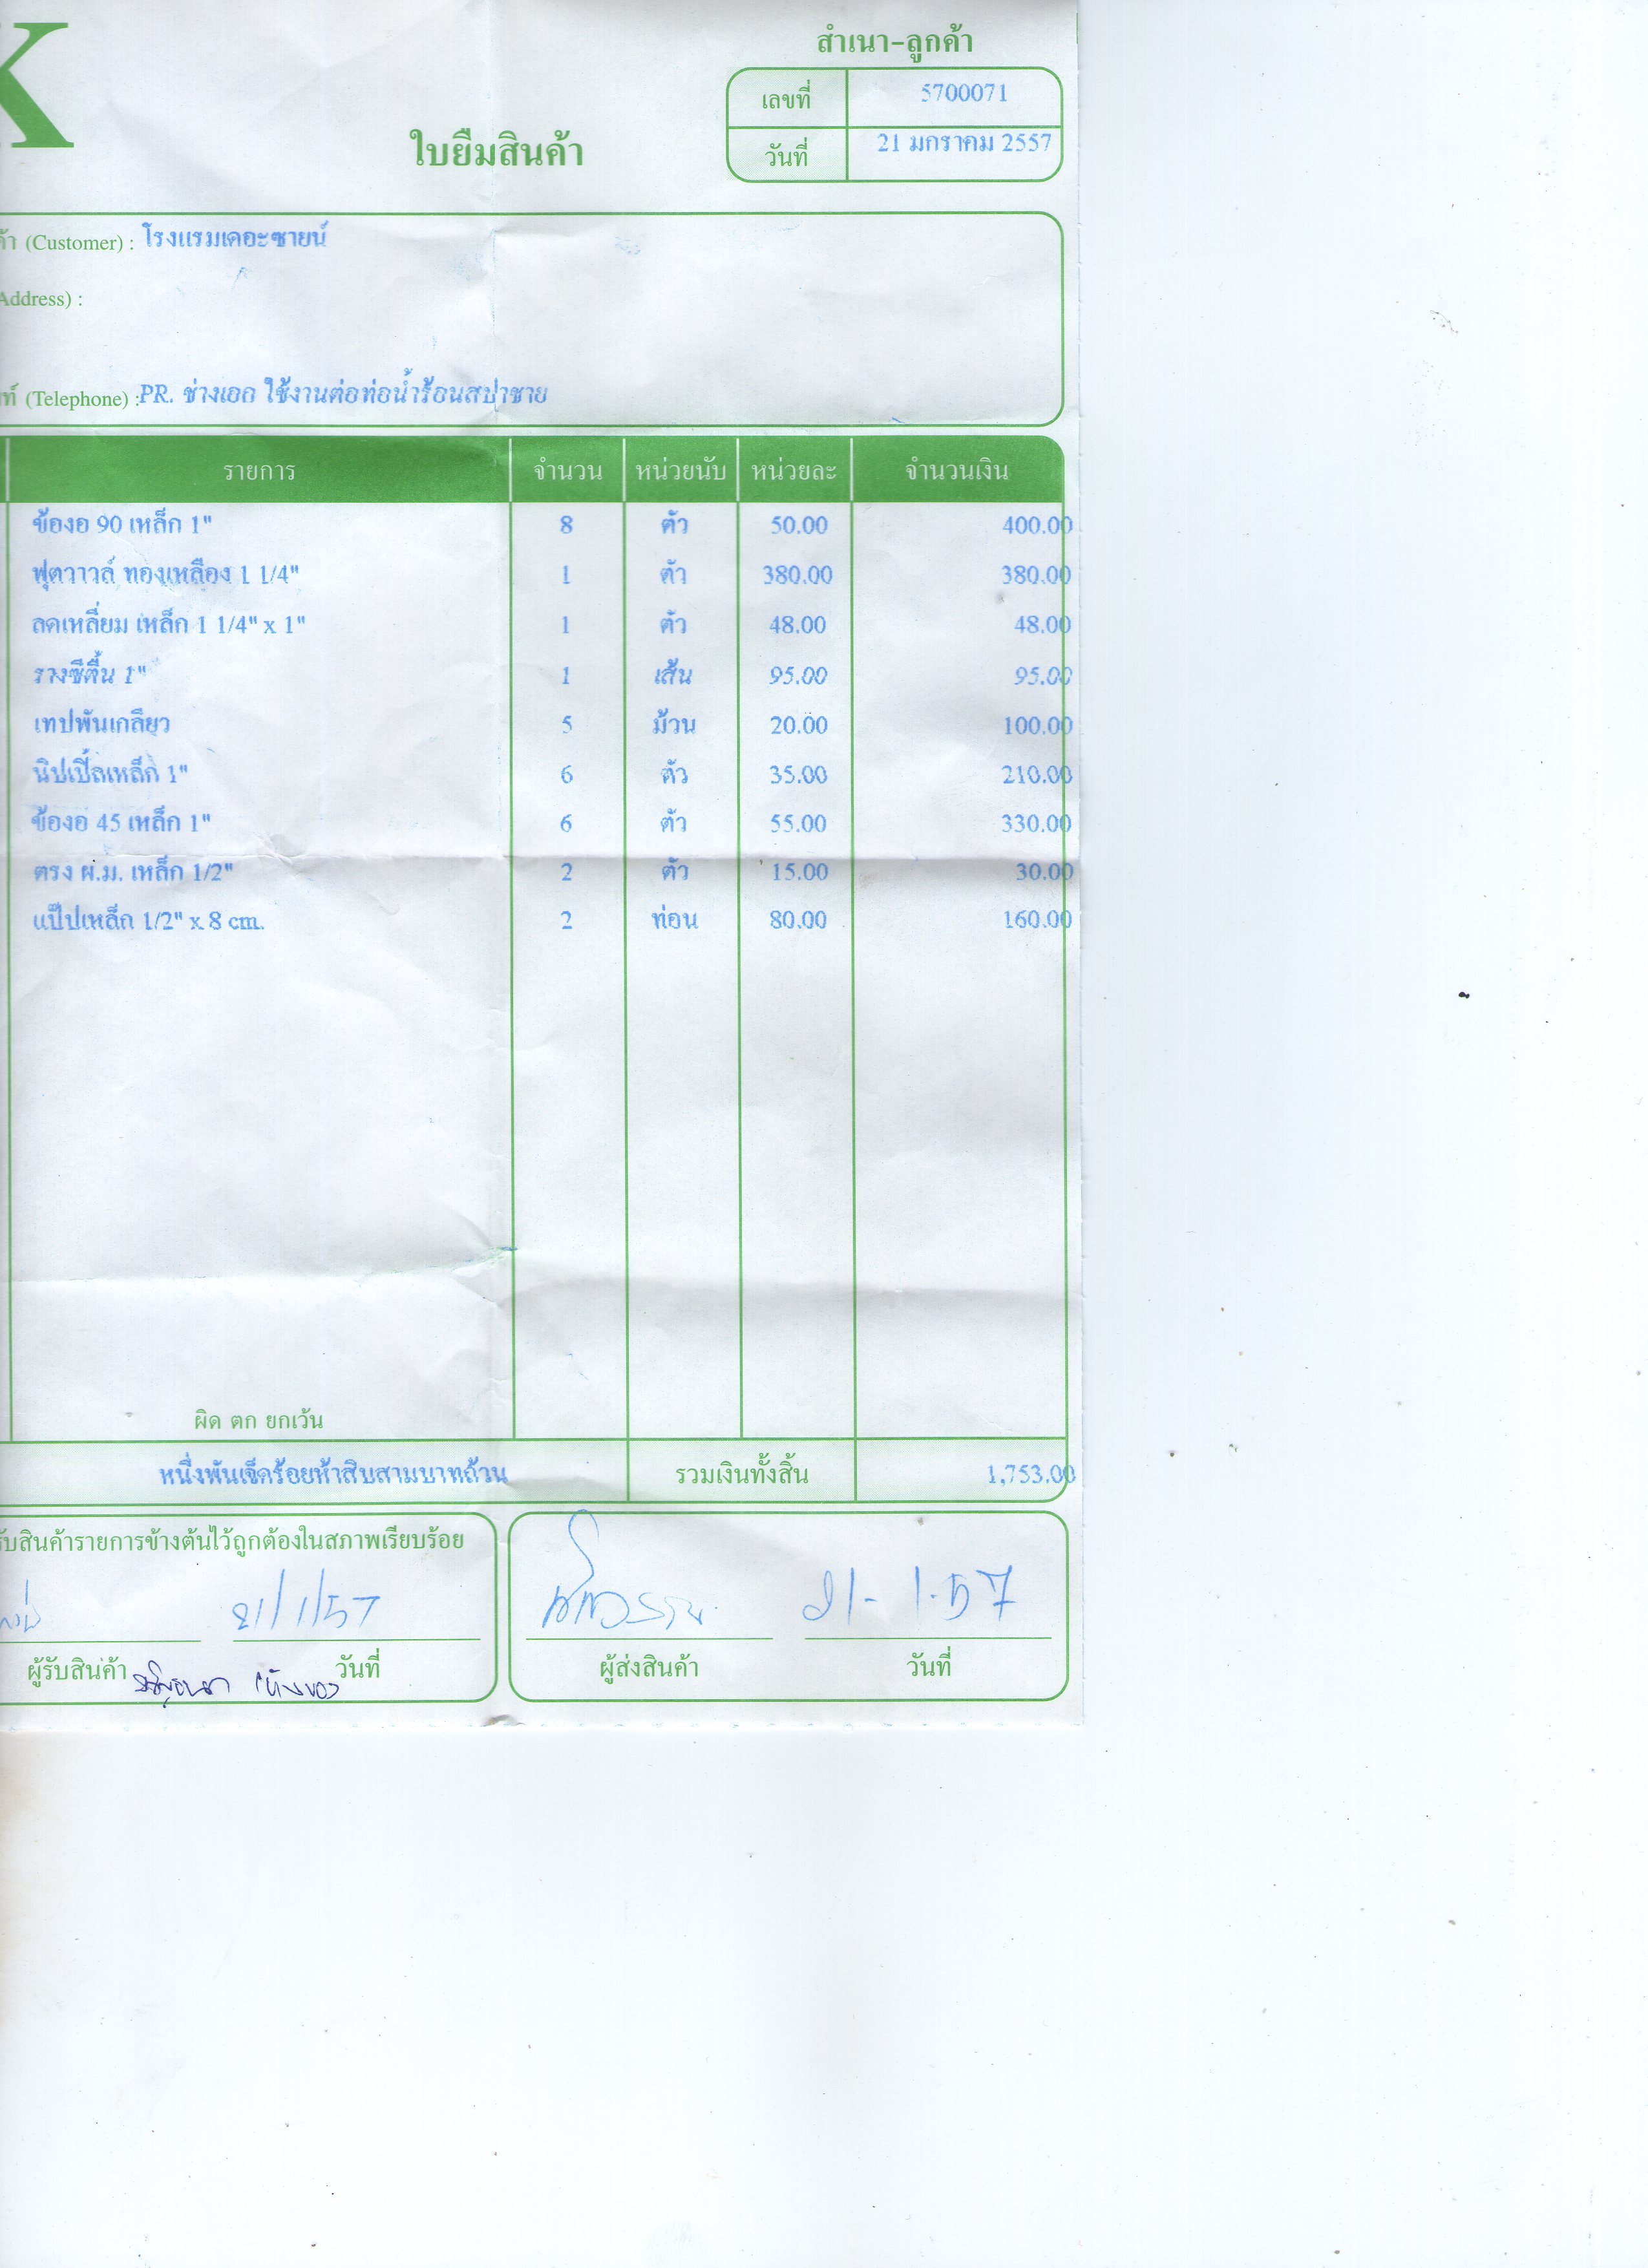 K
สำเนา-ลูกค้า
เลขที่ 5700071
ใบยืมสินค้า
วันที่ 21 มกราคม 2557
ค้า (Customer) : โรงแรมเดอะซายน์
Address) :
ท์ (Telephone) : PR. ช่างเอก ใช้งานต่อท่อน้ำร้อนสปาชาย
รายการ จำนวน หน่วยนับ หน่วยละ จำนวนเงิน
ข้องอ 90 เหล็ก 1" 8 ตัว 50.00 400.00
ฟุตวาวล์ ทองเหลือง 1 1/4" 1 ตัว 380.00 380.00
ลดเหลี่ยม เหล็ก 1 1/4" x 1" 1 ตัว 48.00 48.00
รางซีตื้น 1" 1 เส้น 95.00 95.00
เทปพันเกลียว 5 ม้วน 20.00 100.00
นิปเปิ้ลเหล็ก 1" 6 ตัว 35.00 210.00
ข้องอ 45 เหล็ก 1" 6 ตัว 55.00 330.00
ตรง ผ.ม. เหล็ก 1/2" 2 ตัว 15.00 30.00
แป๊ปเหล็ก 1/2" x 8 cm. 2 ท่อน 80.00 160.00
ผิด ตก ยกเว้น
หนึ่งพันเจ็ดร้อยห้าสิบสามบาทถ้วน รวมเงินทั้งสิ้น 1,753.00
รับสินค้ารายการข้างต้นไว้ถูกต้องในสภาพเรียบร้อย
21/1/57 21-1-57
ผู้รับสินค้า วันที่ ผู้ส่งสินค้า วันที่